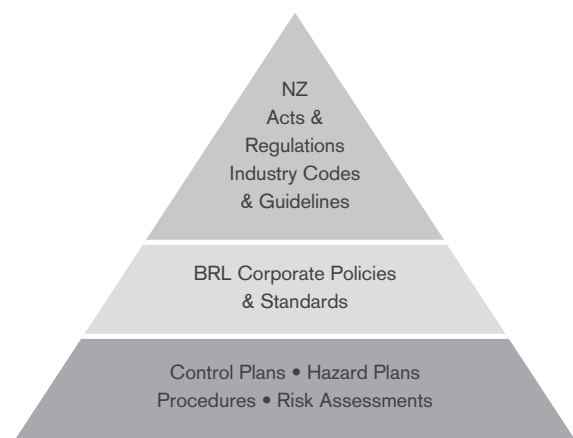 NZ
Acts &
Regulations
Industry Codes
& Guidelines
BRL Corporate Policies
& Standards
Control Plans • Hazard Plans
Procedures • Risk Assessments